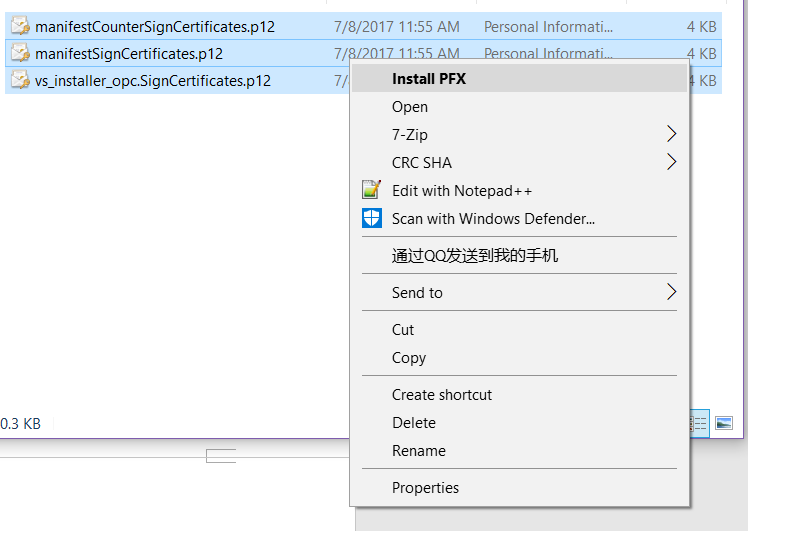 manifestCounterSignCertificates.p12 7/8/2017 11:55 AM Personal Informati... 4 KB
manifestSignCertificates.p12 7/8/2017 11:55 AM Personal Informati... 4 KB
vs_installer_opc.SignCertificates.p12 7/8 4 KB
Install PFX
Open
7-Zip
CRC SHA
Edit with Notepad++
Scan with Windows Defender...
通过QQ发送到我的手机
Send to
Cut
Copy
Create shortcut
0.3 KB
Delete
Rename
Properties